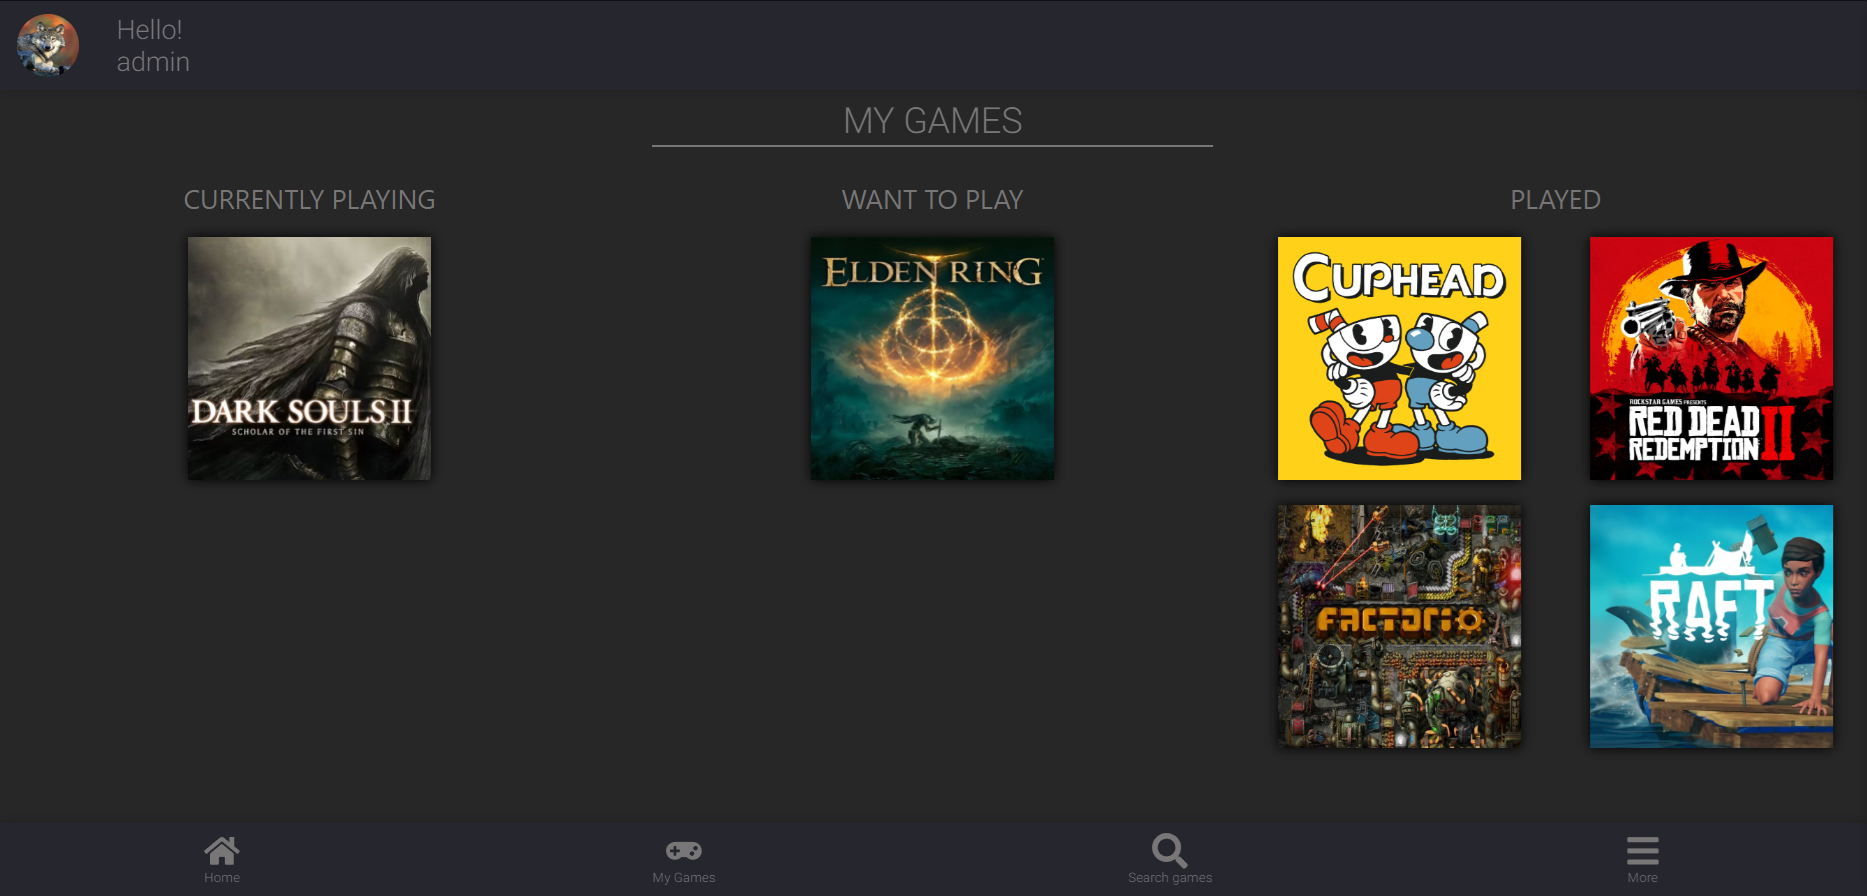 Hello!
admin
MY GAMES
CURRENTLY PLAYING
WANT TO PLAY
PLAYED
DARK SOULS II
SCHOLAR OF THE FIRST SIN
ELDEN RING
CUPHEAD
ROCKSTAR GAMES PRESENTS
RED DEAD
REDEMPTION II
FACTORIO
RAFT
Home
My Games
Search games
More